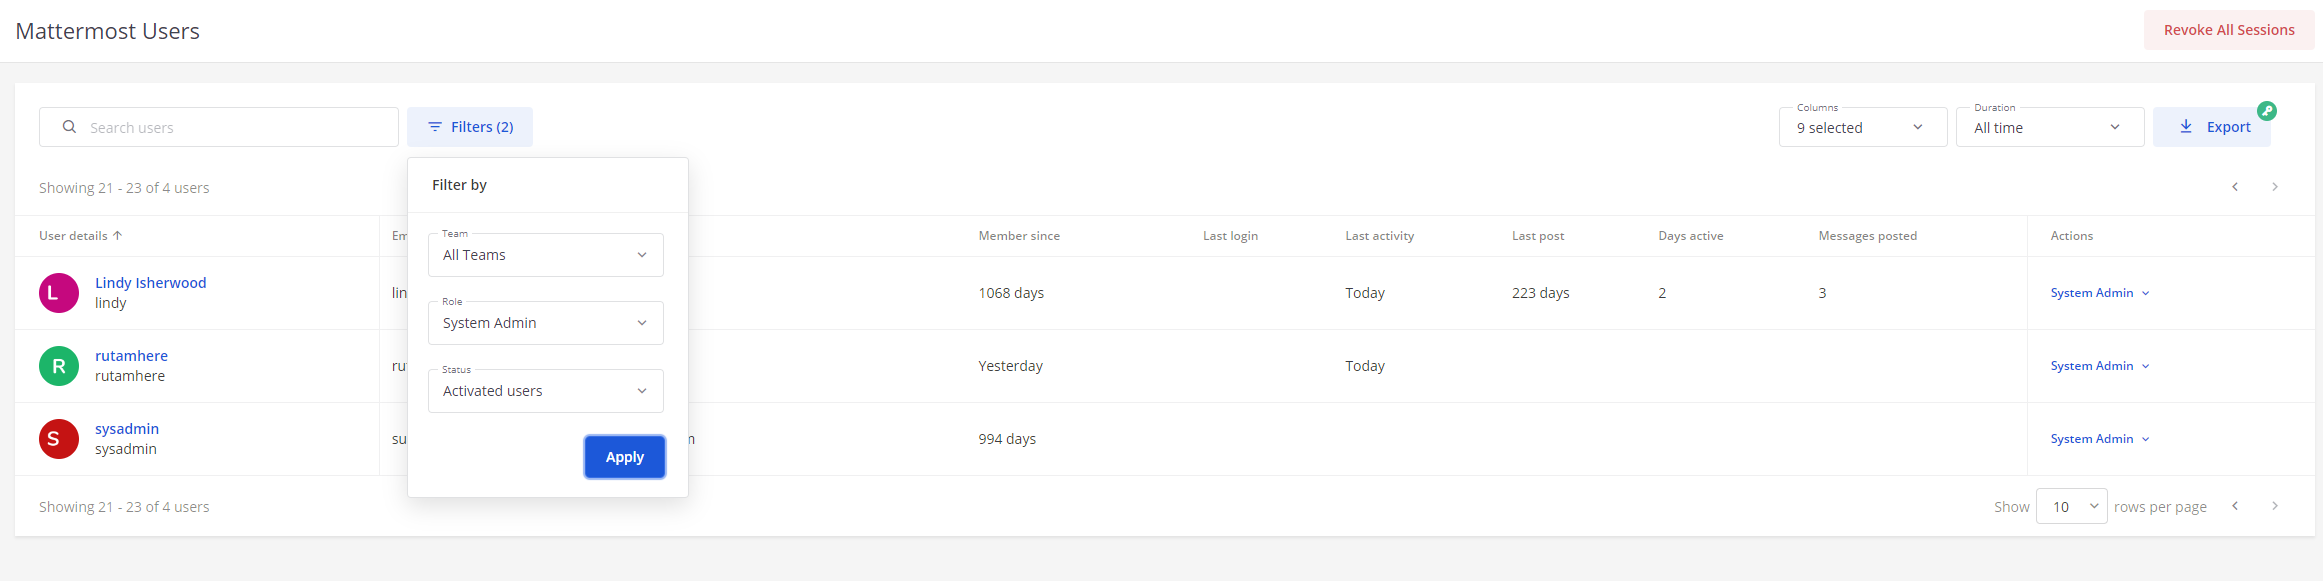 Mattermost Users
Revoke All Sessions
Search users
Filters (2)
Columns
9 selected
Duration
All time
Export
Showing 21 - 23 of 4 users
Filter by
Team
All Teams
Role
System Admin
Status
Activated users
Apply
User details
Em
Member since
Last login
Last activity
Last post
Days active
Messages posted
Actions
L
Lindy Isherwood
lindy
lin
1068 days
Today
223 days
2
3
System Admin
R
rutamhere
rutamhere
ru
Yesterday
Today
System Admin
S
sysadmin
sysadmin
su
994 days
System Admin
Showing 21 - 23 of 4 users
Show 10 rows per page